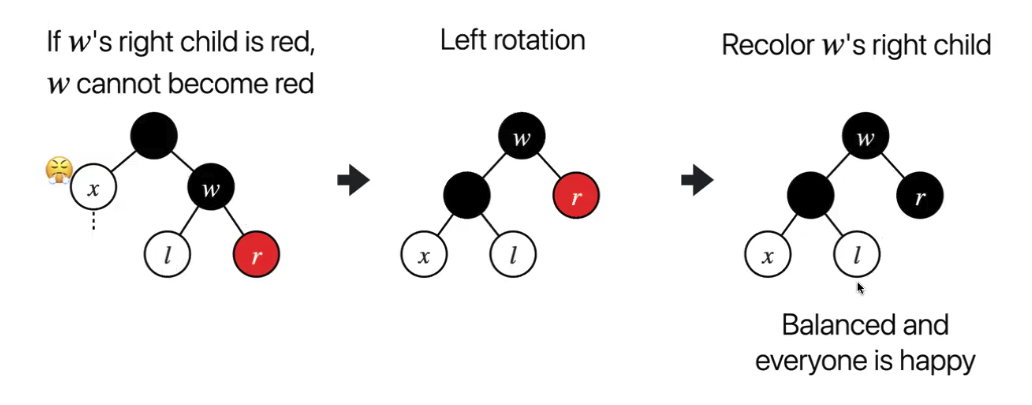 If w's right child is red,
w cannot become red
Left rotation
Recolor w's right child
x
w
l
r
w
r
x
l
w
r
x
l
Balanced and
everyone is happy